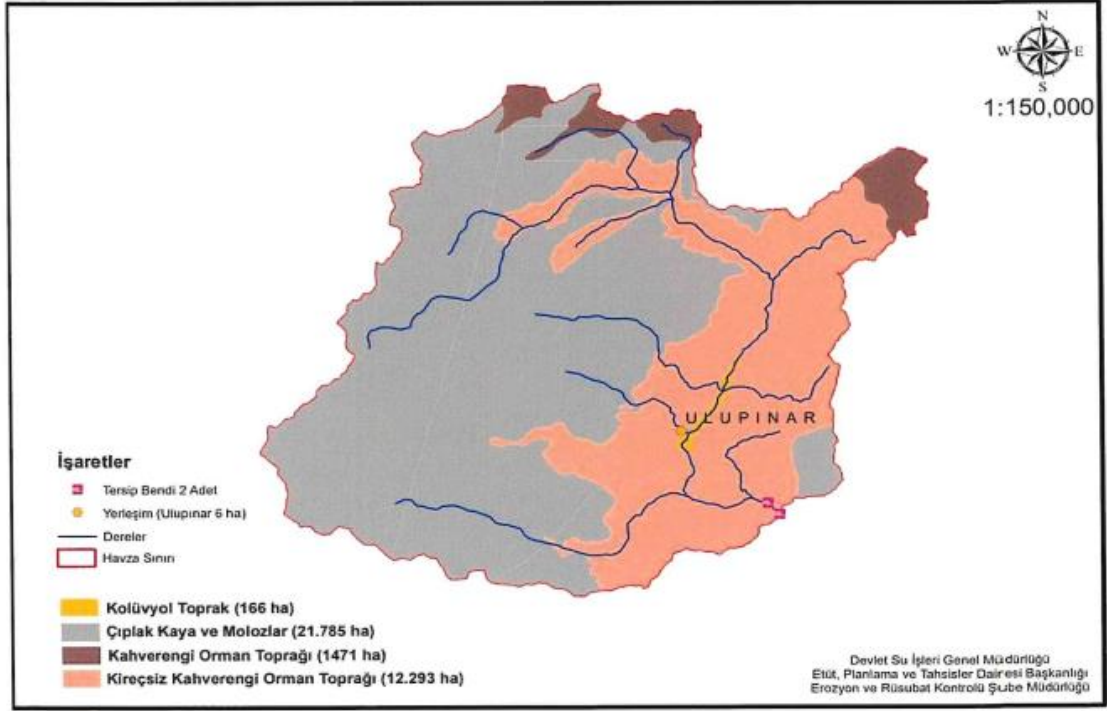 N
W E
S
1:150,000
ULUPINAR
İşaretler
Tersip Bendi 2 Adet
Yerleşim (Ulupınar 6 ha)
Dereler
Havza Sınırı
Kolüvyol Toprak (166 ha)
Çıplak Kaya ve Molozlar (21.785 ha)
Kahverengi Orman Toprağı (1471 ha)
Kireçsiz Kahverengi Orman Toprağı (12.293 ha)
Devlet Su İşleri Genel Müdürlüğü
Etüt, Planlama ve Tahsisler Dairesi Başkanlığı
Erozyon ve Rüsubat Kontrolü Şube Müdürlüğü